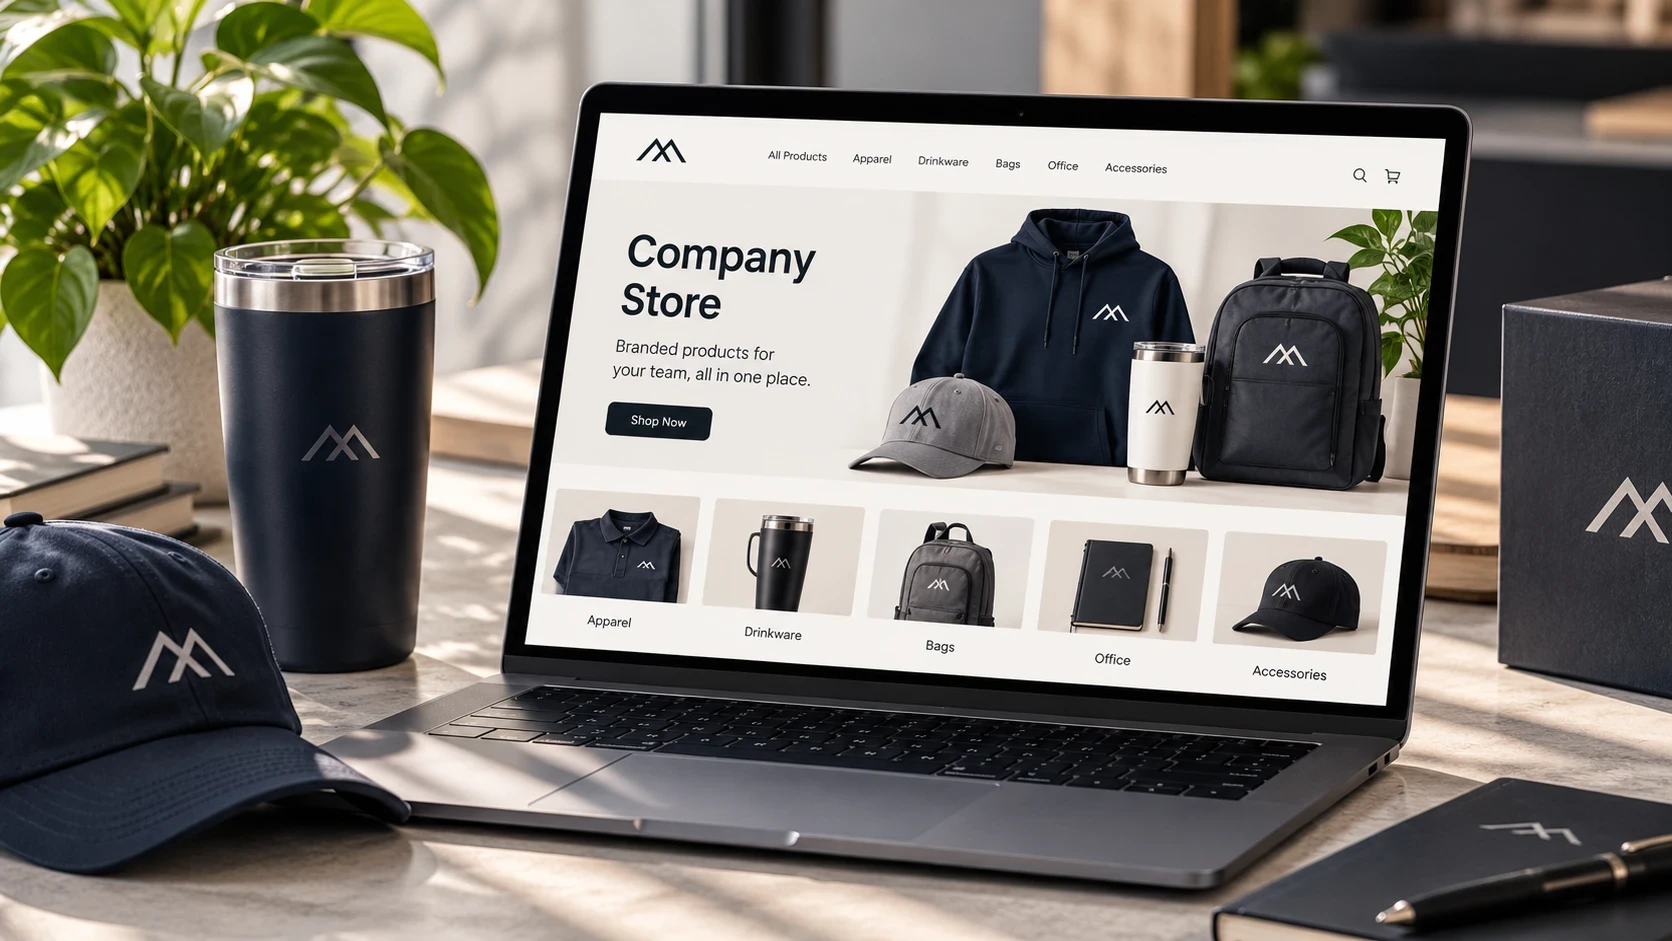 All Products
Apparel
Drinkware
Bags
Office
Accessories
Company
Store
Branded products for
your team, all in one place.
Shop Now
Apparel
Drinkware
Bags
Office
Accessories